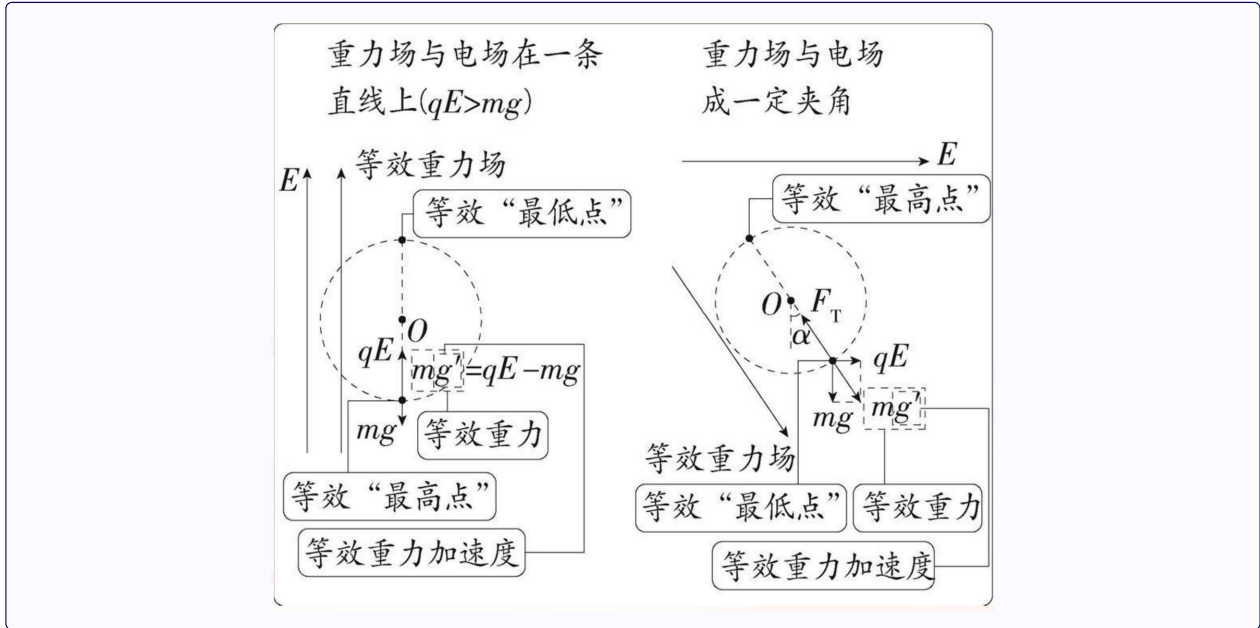 重力场与电场在一条
直线上(qE>mg)
E
等效重力场
等效“最低点”
O
qE
mg'=qE-mg
mg
等效重力
等效“最高点”
等效重力加速度
重力场与电场
成一定夹角
E
等效“最高点”
O
F_T
α
qE
mg
mg'
等效重力场
等效“最低点”
等效重力
等效重力加速度